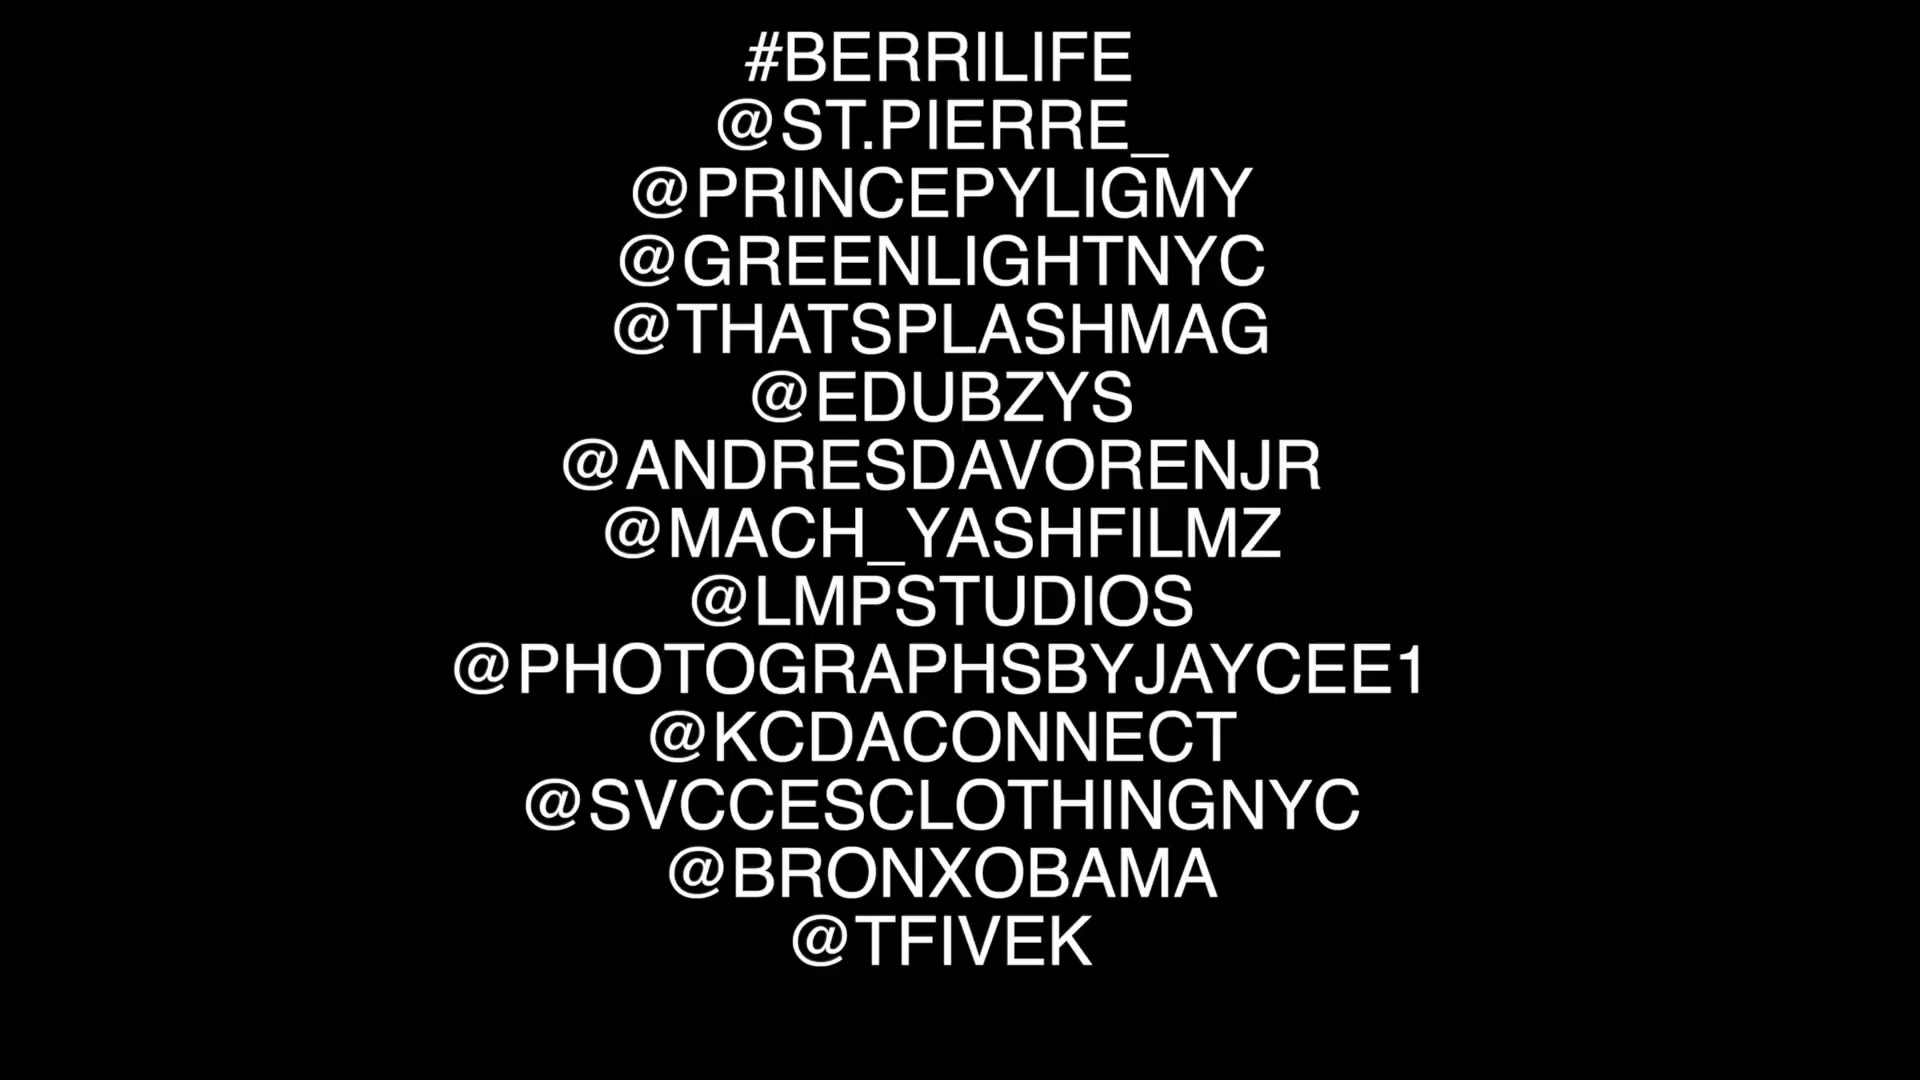 #BERRILIFE
@ST.PIERRE_
@PRINCEPYLIGMY
@GREENLIGHTNYC
@THATSPLASHMAG
@EDUBZYS
@ANDRESDAVORENJR
@MACH_YASHFILMZ
@LMPSTUDIOS
@PHOTOGRAPHSBYJAYCEE1
@KCDACONNECT
@SVCCESCLOTHINGNYC
@BRONXOBAMA
@TFIVEK